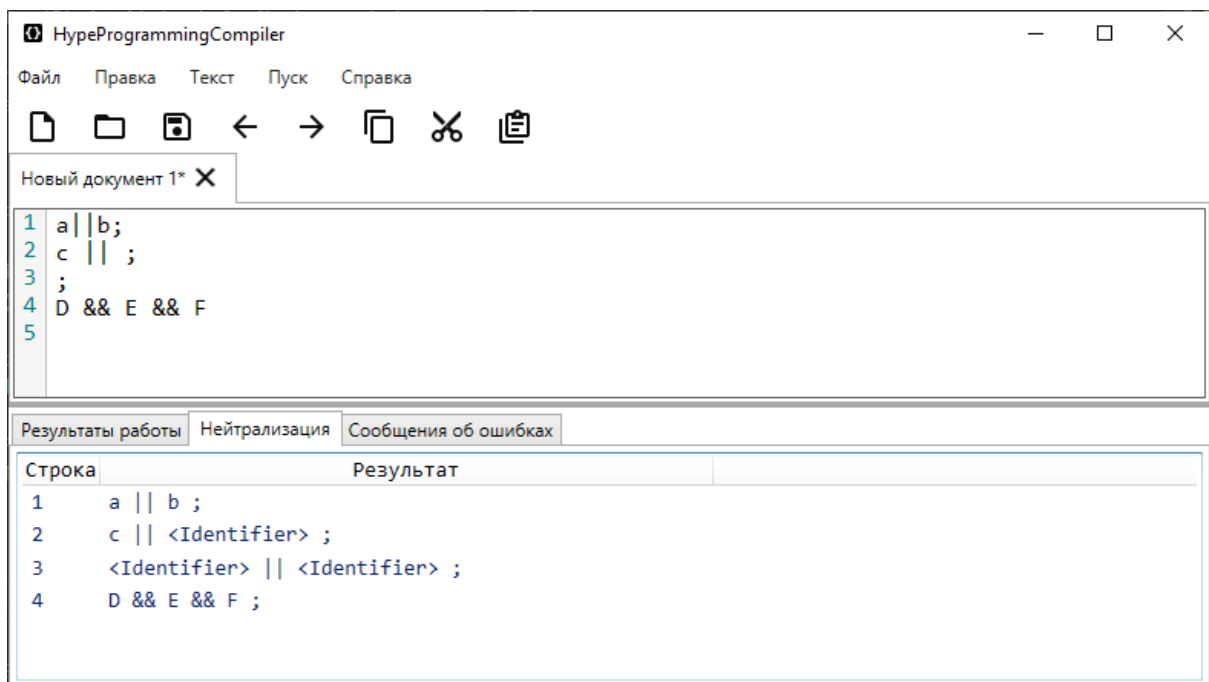 HypeProgrammingCompiler
Файл Правка Текст Пуск Справка
Новый документ 1*
1 a||b;
2 c || ;
3 ;
4 D && E && F
5
Результаты работы Нейтрализация Сообщения об ошибках
Строка Результат
1 a || b ;
2 c || <Identifier> ;
3 <Identifier> || <Identifier> ;
4 D && E && F ;